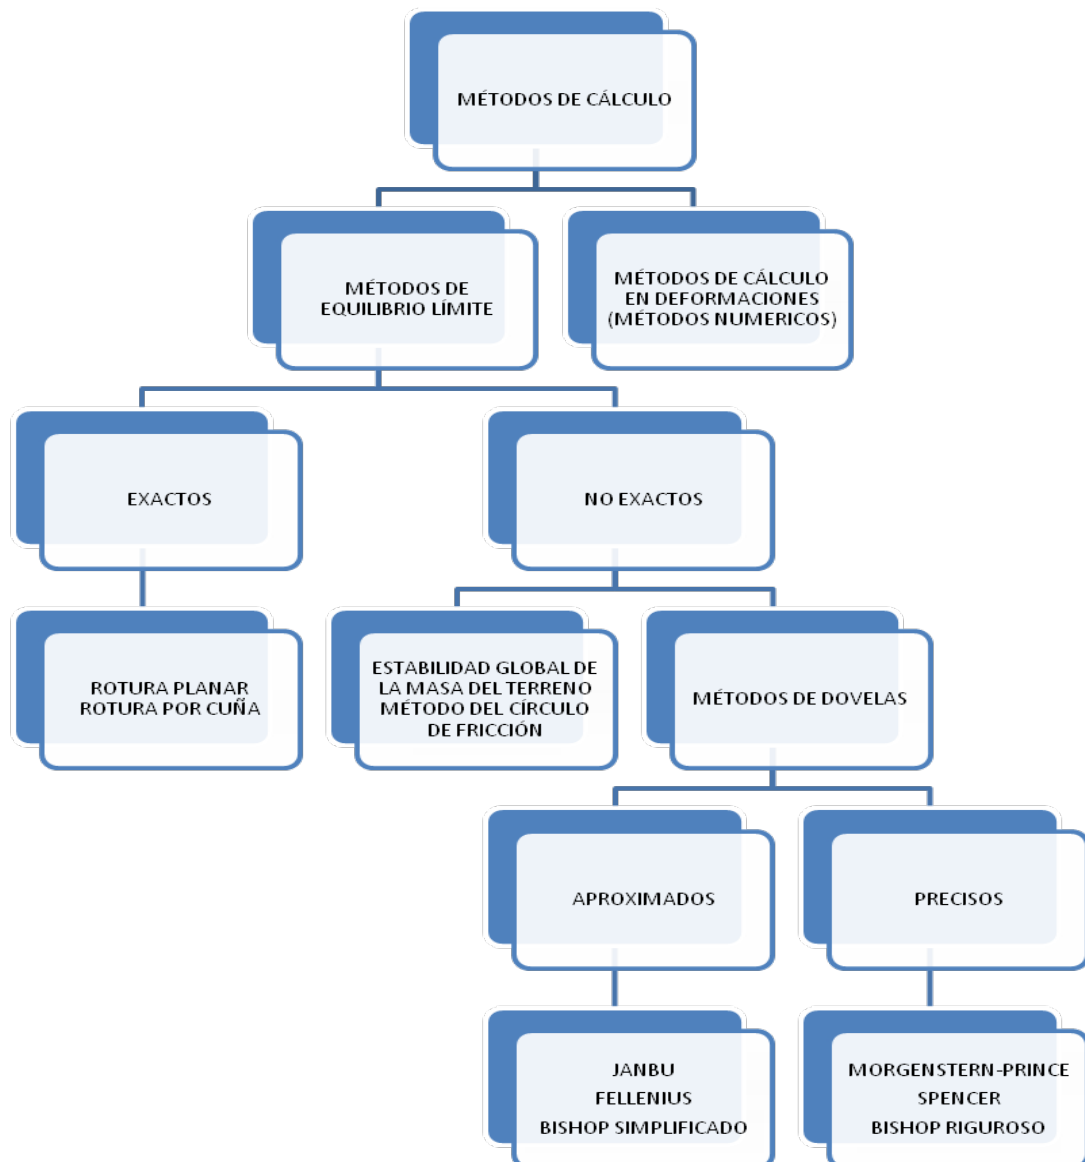 MÉTODOS DE CÁLCULO
MÉTODOS DE
EQUILIBRIO LÍMITE
MÉTODOS DE CÁLCULO
EN DEFORMACIONES
(MÉTODOS NUMERICOS)
EXACTOS
NO EXACTOS
ROTURA PLANAR
ROTURA POR CUÑA
ESTABILIDAD GLOBAL DE
LA MASA DEL TERRENO
MÉTODO DEL CÍRCULO
DE FRICCIÓN
MÉTODOS DE DOVELAS
APROXIMADOS
PRECISOS
JANBU
FELLENIUS
BISHOP SIMPLIFICADO
MORGENSTERN-PRINCE
SPENCER
BISHOP RIGUROSO